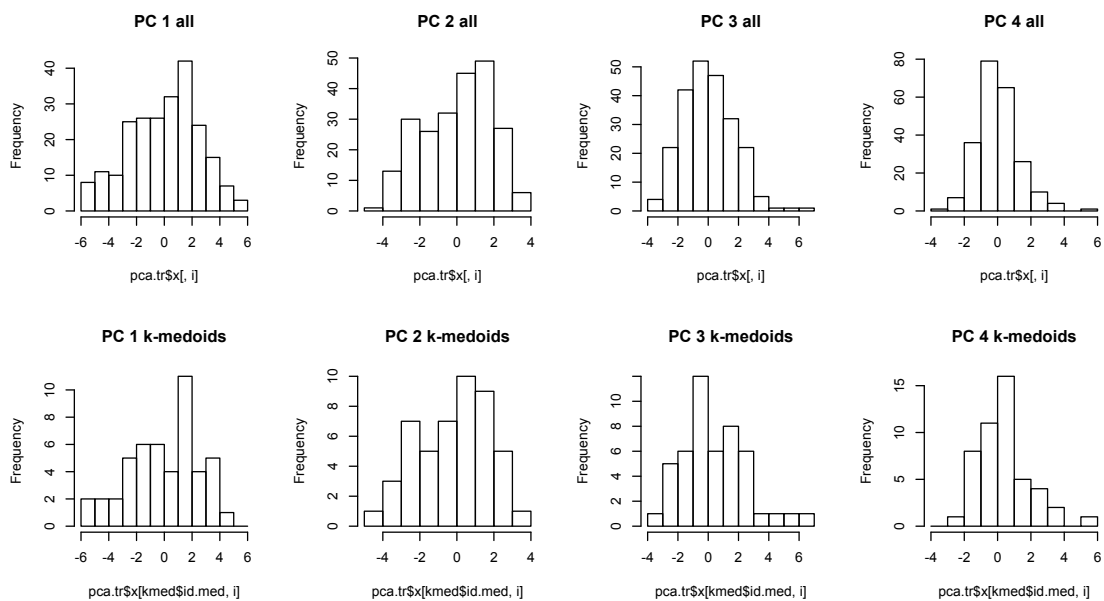 PC 1 all
Frequency
0 10 20 30 40
-6 -4 -2 0 2 4 6
pca.tr$x[, i]
PC 2 all
Frequency
0 10 20 30 40 50
-4 -2 0 2 4
pca.tr$x[, i]
PC 3 all
Frequency
0 10 20 30 40 50
-4 -2 0 2 4 6
pca.tr$x[, i]
PC 4 all
Frequency
0 20 40 60 80
-4 -2 0 2 4 6
pca.tr$x[, i]
PC 1 k-medoids
Frequency
0 2 4 6 8 10
-6 -4 -2 0 2 4 6
pca.tr$x[kmed$id.med, i]
PC 2 k-medoids
Frequency
0 2 4 6 8 10
-4 -2 0 2 4
pca.tr$x[kmed$id.med, i]
PC 3 k-medoids
Frequency
0 2 4 6 8 12
-4 -2 0 2 4 6
pca.tr$x[kmed$id.med, i]
PC 4 k-medoids
Frequency
0 5 10 15
-4 -2 0 2 4 6
pca.tr$x[kmed$id.med, i]